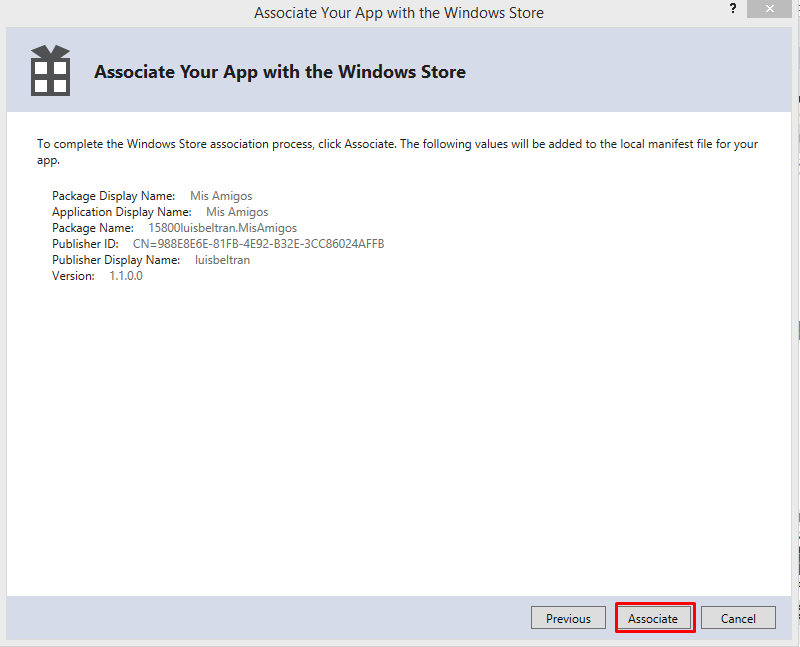 Associate Your App with the Windows Store
?
Associate Your App with the Windows Store
To complete the Windows Store association process, click Associate. The following values will be added to the local manifest file for your
app.
Package Display Name: Mis Amigos
Application Display Name: Mis Amigos
Package Name: 15800luisbeltran.MisAmigos
Publisher ID: CN=988E8E6E-81FB-4E92-B32E-3CC86024AFFB
Publisher Display Name: luisbeltran
Version: 1.1.0.0
Previous Associate Cancel